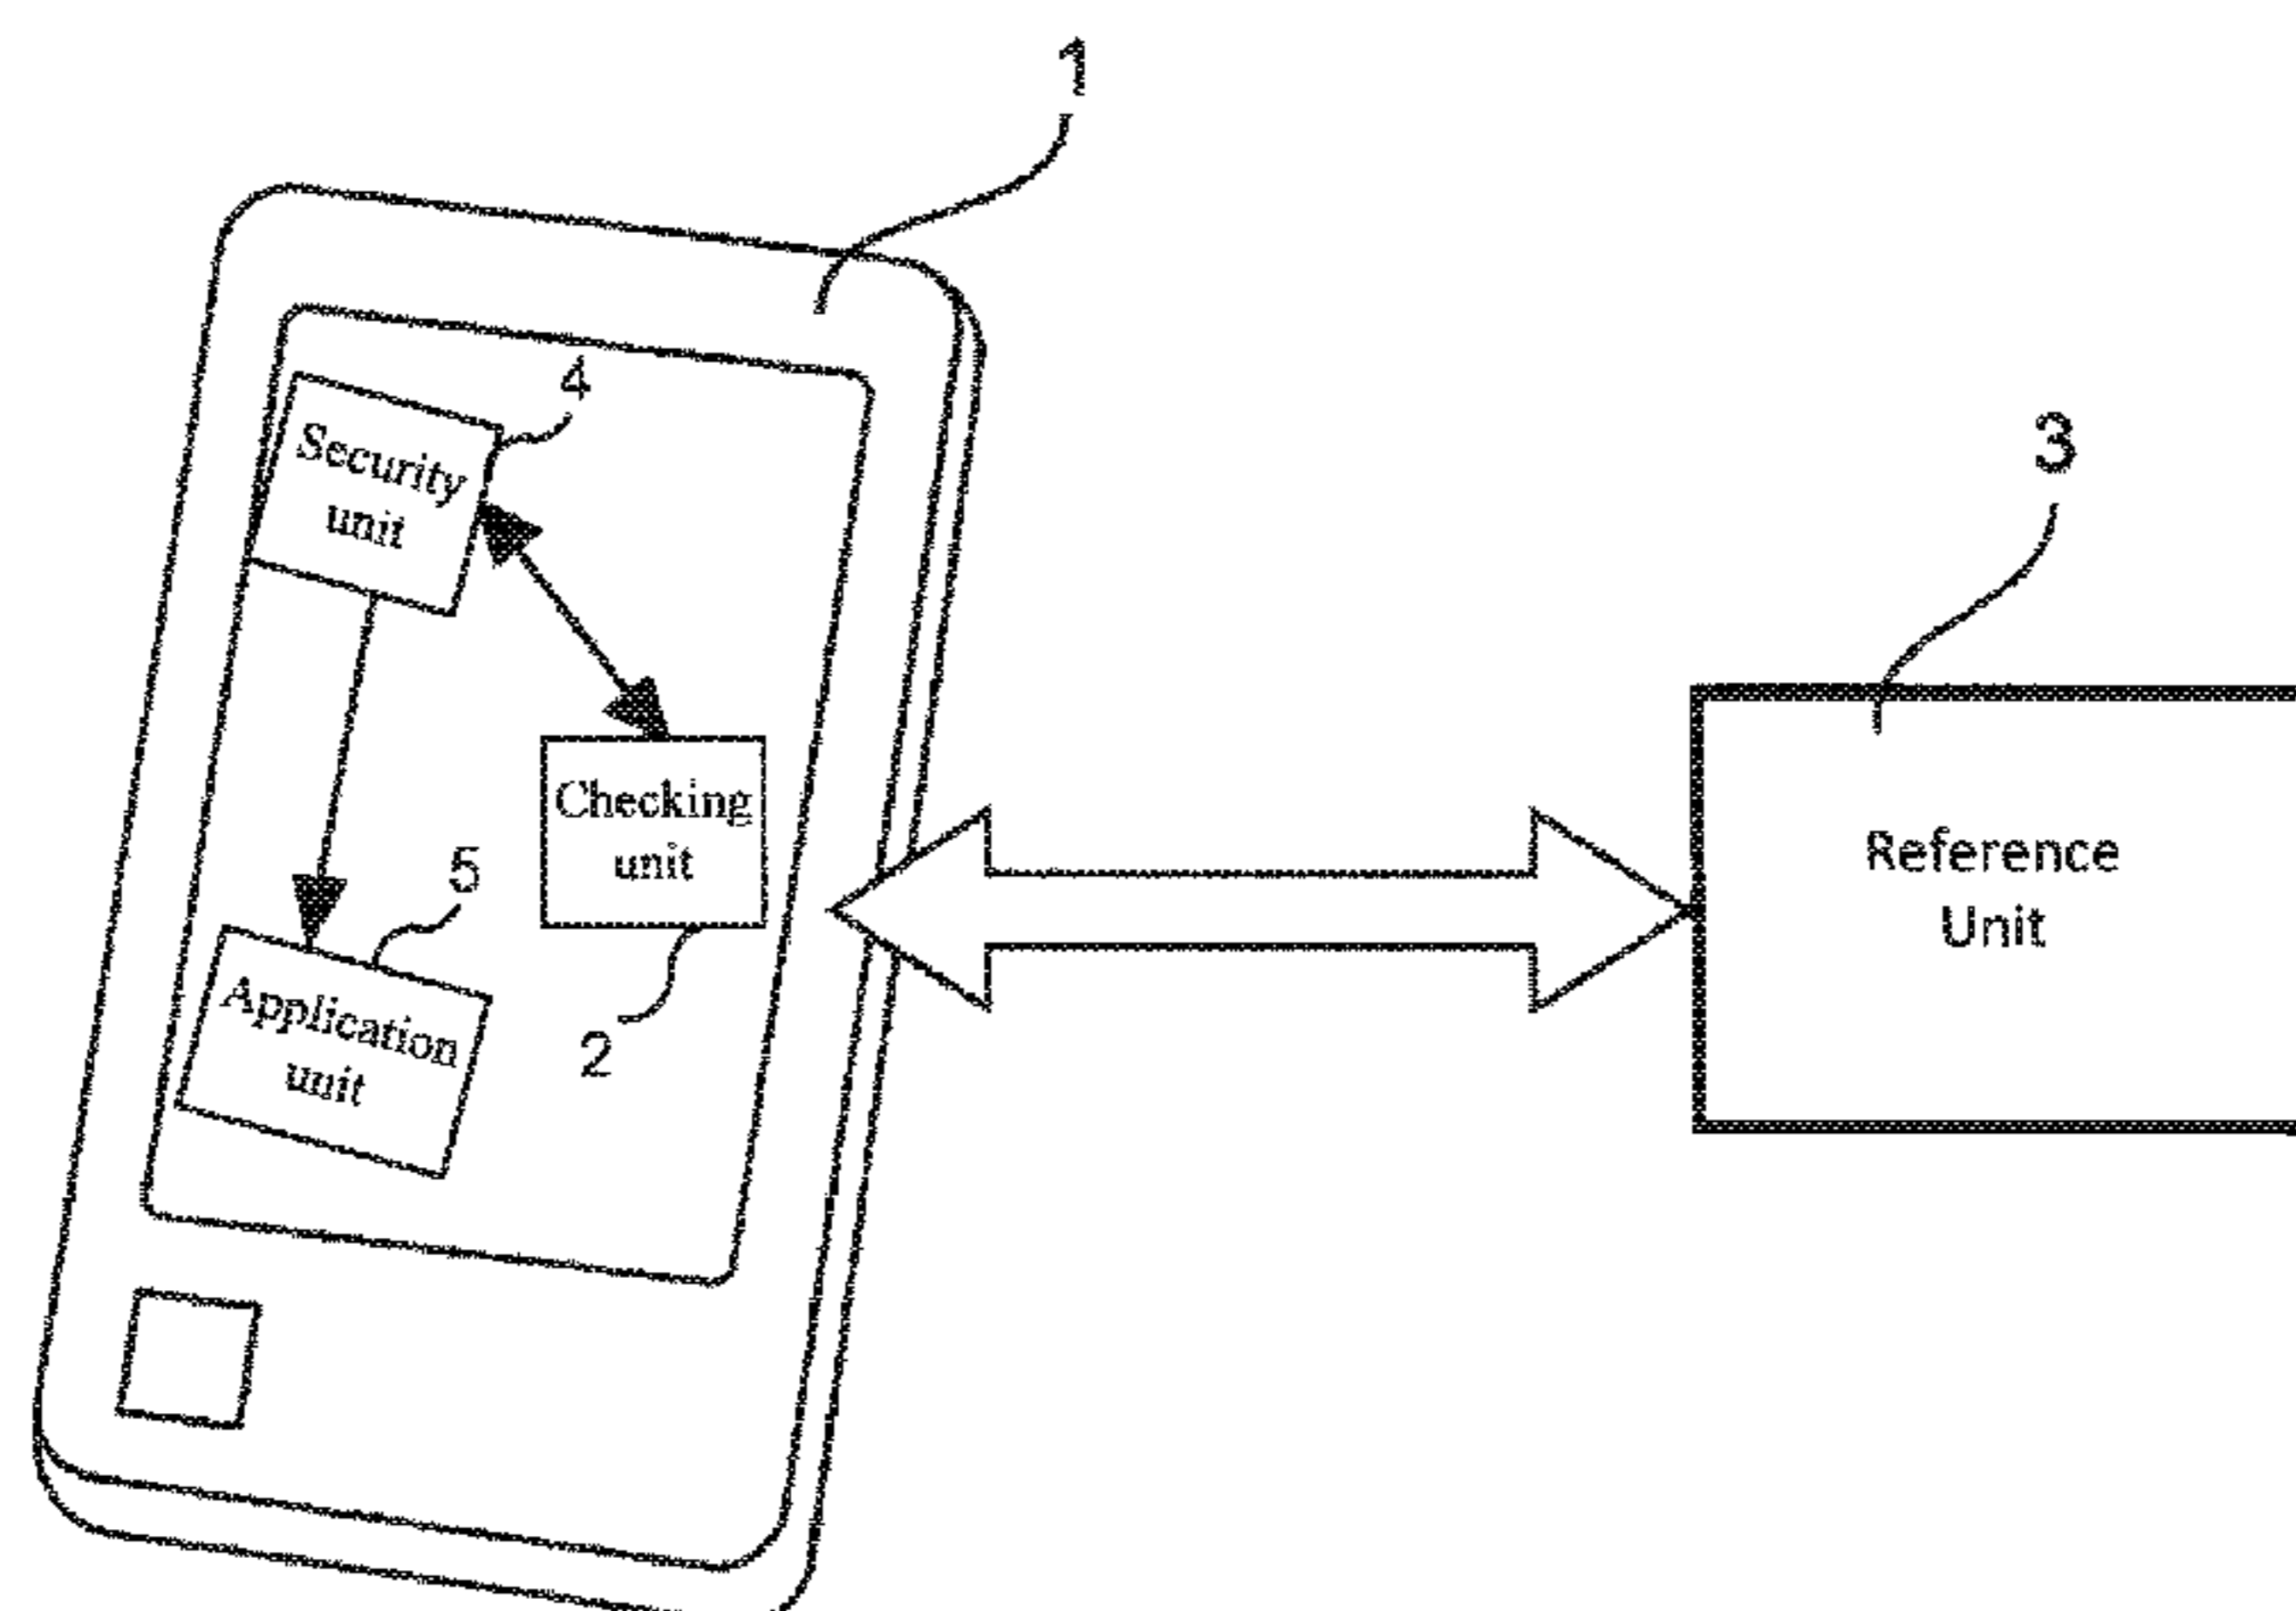 1
4
Security
unit
3
Checking
unit
Reference
Unit
5
Application
unit
2